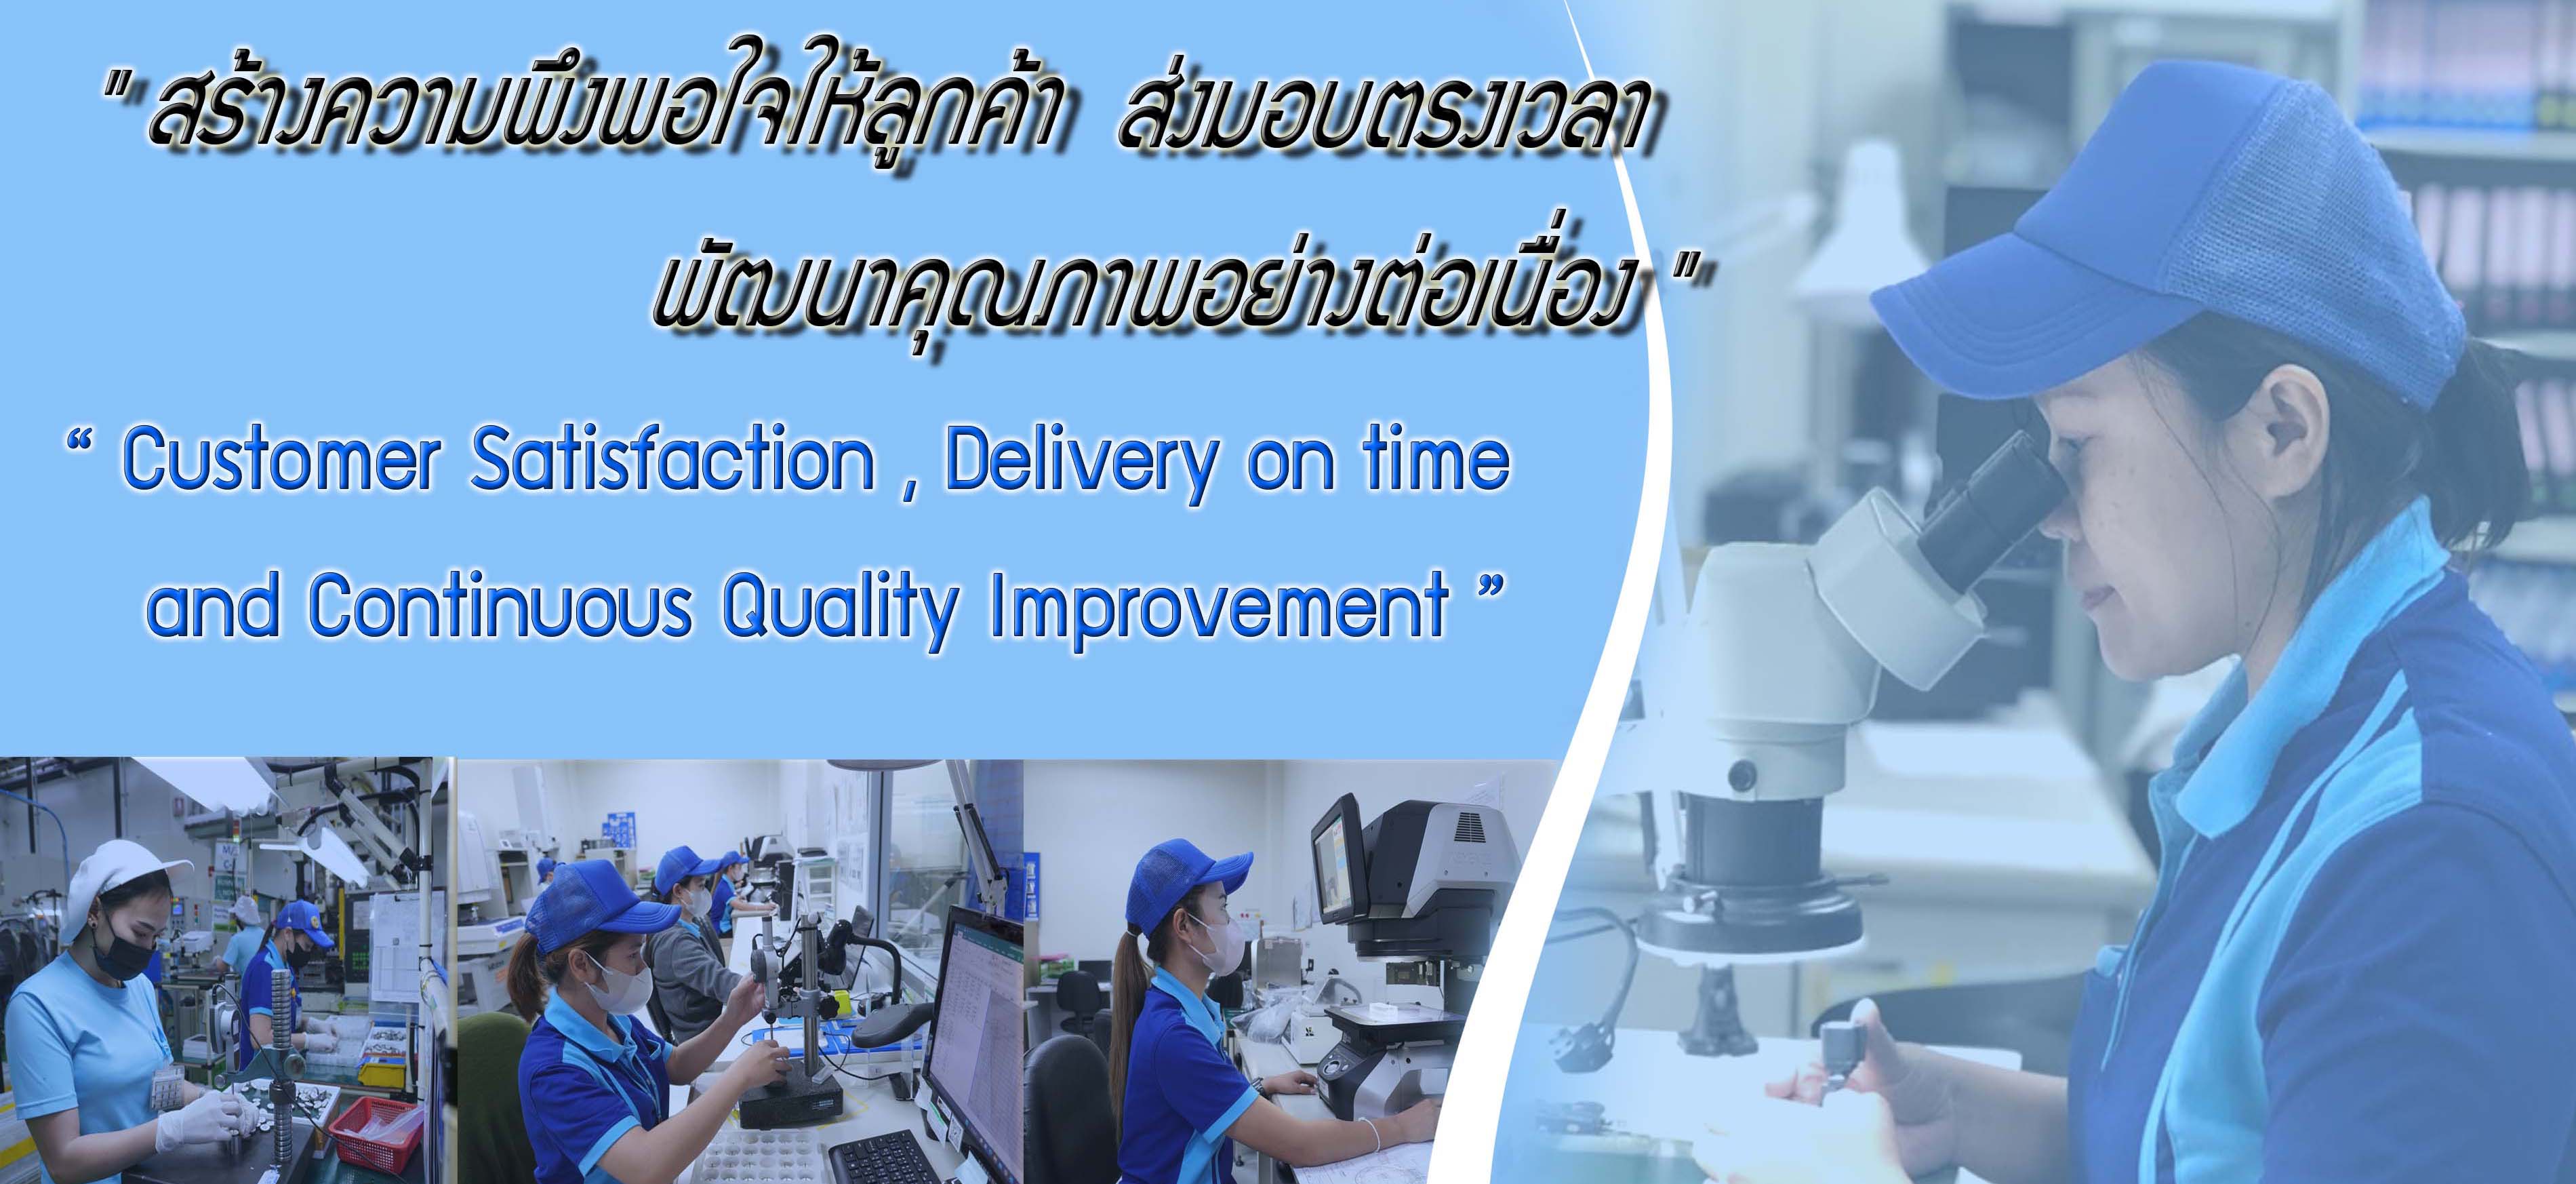 " สร้างความพึงพอใจให้ลูกค้า ส่งมอบตรงเวลา
พัฒนาคุณภาพอย่างต่อเนื่อง "
“ Customer Satisfaction , Delivery on time
and Continuous Quality Improvement ”